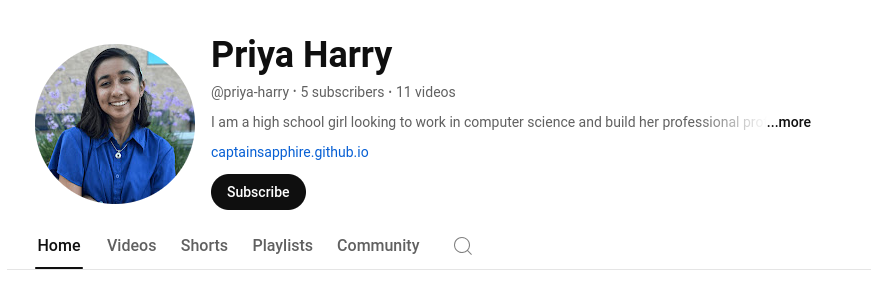 Priya Harry
@priya-harry · 5 subscribers · 11 videos
I am a high school girl looking to work in computer science and build her professional pro ...more
captainsapphire.github.io
Subscribe
Home Videos Shorts Playlists Community